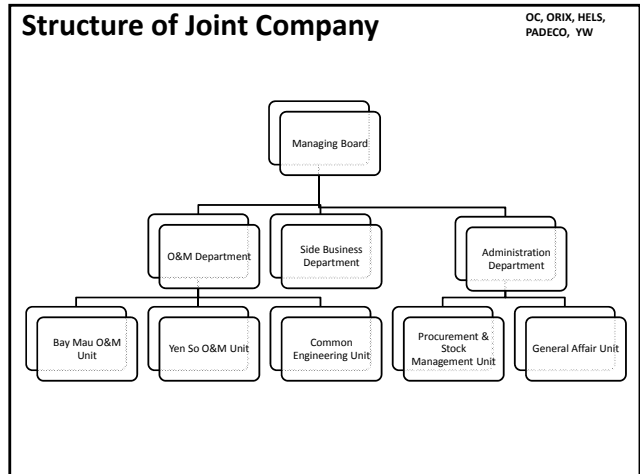 Structure of Joint Company
OC, ORIX, HELS,
PADECO, YW
Managing Board
O&M Department
Side Business
Department
Administration
Department
Bay Mau O&M
Unit
Yen So O&M Unit
Common
Engineering Unit
Procurement &
Stock
Management Unit
General Affair Unit